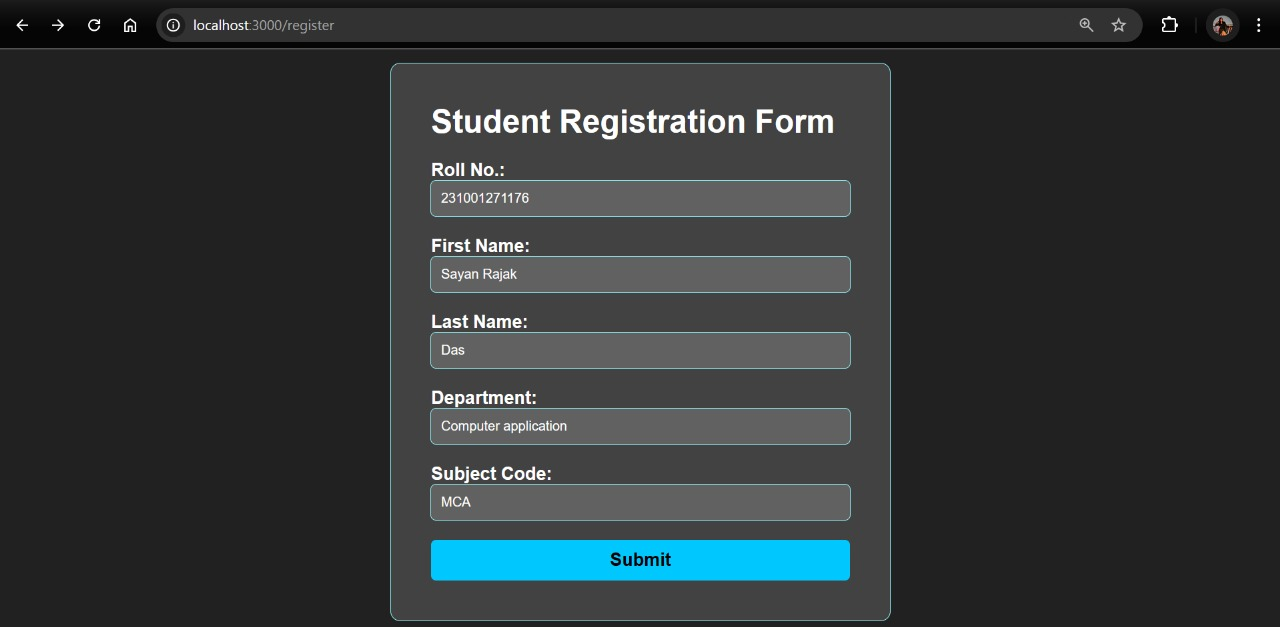 localhost:3000/register
Student Registration Form
Roll No.:
231001271176
First Name:
Sayan Rajak
Last Name:
Das
Department:
Computer application
Subject Code:
MCA
Submit